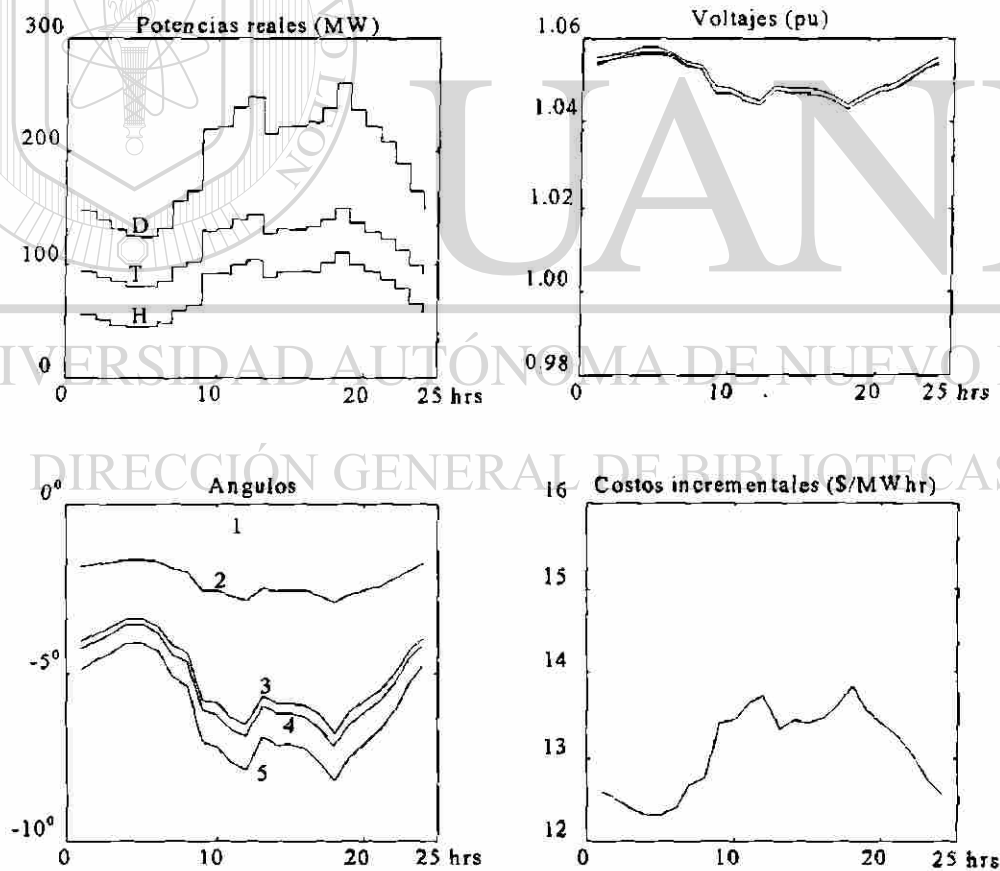 Potencias reales (MW)
300
200
100
0
D
T
H
0 10 20 25 hrs
Voltajes (pu)
1.06
1.04
1.02
1.00
0.98
0 10 20 25 hrs
UAN
IVERSIDAD AUTÓNOMA DE NUEVO
DIRECCIÓN GENERAL DE BIBLIOTECAS
Angulos
0°
-5°
-10°
1
2
3
4
5
0 10 20 25 hrs
Costos incrementales ($/MWhr)
16
15
14
13
12
0 10 20 25 hrs